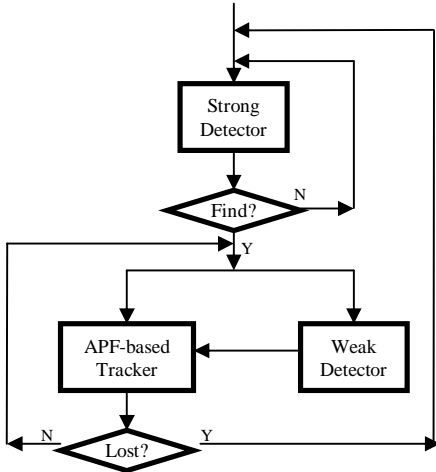 Strong
Detector
N
Find?
Y
APF-based
Tracker
Weak
Detector
N
Lost?
Y